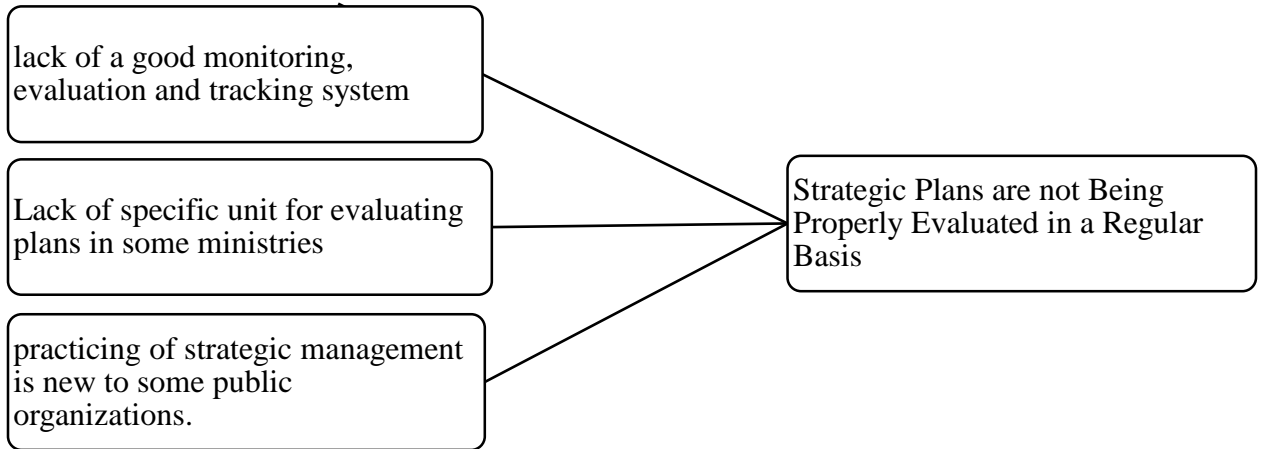 lack of a good monitoring,
evaluation and tracking system
Lack of specific unit for evaluating
plans in some ministries
practicing of strategic management
is new to some public
organizations.
Strategic Plans are not Being
Properly Evaluated in a Regular
Basis